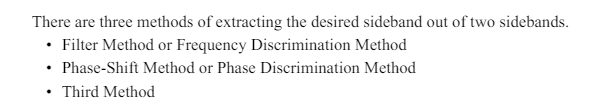 There are three methods of extracting the desired sideband out of two sidebands.
• Filter Method or Frequency Discrimination Method
• Phase-Shift Method or Phase Discrimination Method
• Third Method